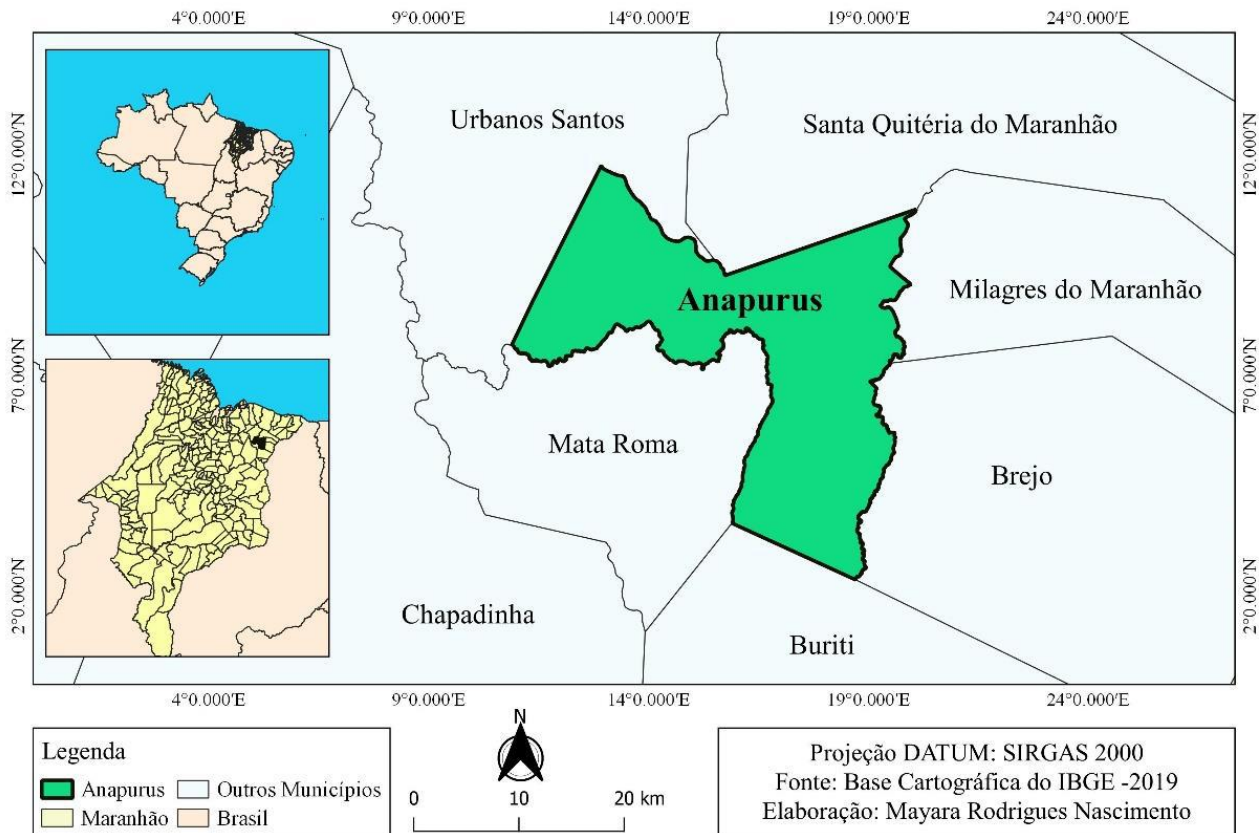 4°0.000'E 9°0.000'E 14°0.000'E 19°0.000'E 24°0.000'E
12°0.000'N
7°0.000'N
2°0.000'N
Urbanos Santos
Santa Quitéria do Maranhão
Anapurus
Milagres do Maranhão
Mata Roma
Brejo
Chapadinha
Buriti
12°0.000'N
7°0.000'N
2°0.000'N
4°0.000'E 9°0.000'E 14°0.000'E 19°0.000'E 24°0.000'E
Legenda
Anapurus Outros Municípios
Maranhão Brasil
N
0 10 20 km
Projeção DATUM: SIRGAS 2000
Fonte: Base Cartográfica do IBGE -2019
Elaboração: Mayara Rodrigues Nascimento